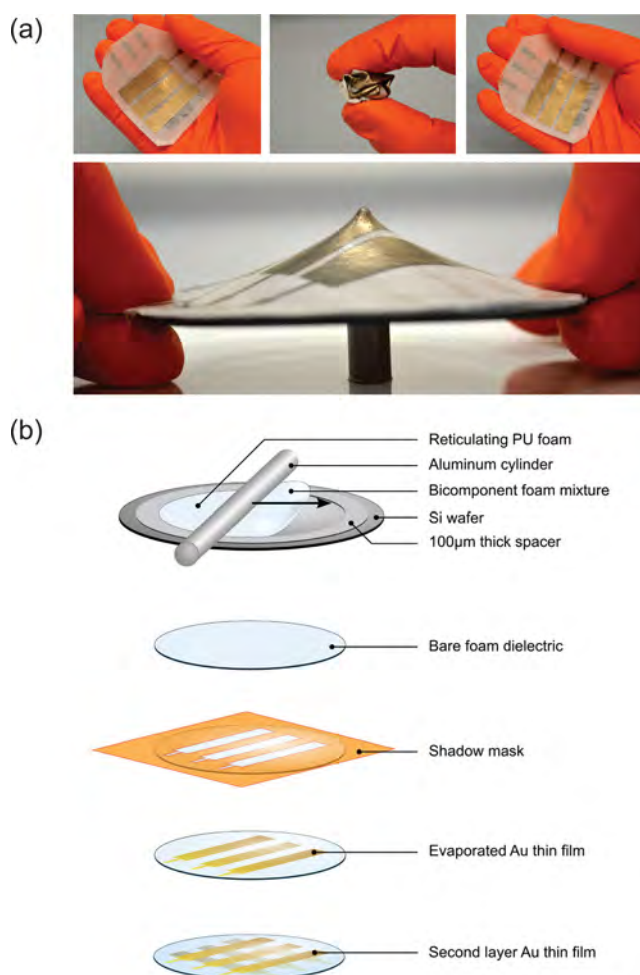 (a)
(b)
Reticulating PU foam
Aluminum cylinder
Bicomponent foam mixture
Si wafer
100μm thick spacer
Bare foam dielectric
Shadow mask
Evaporated Au thin film
Second layer Au thin film